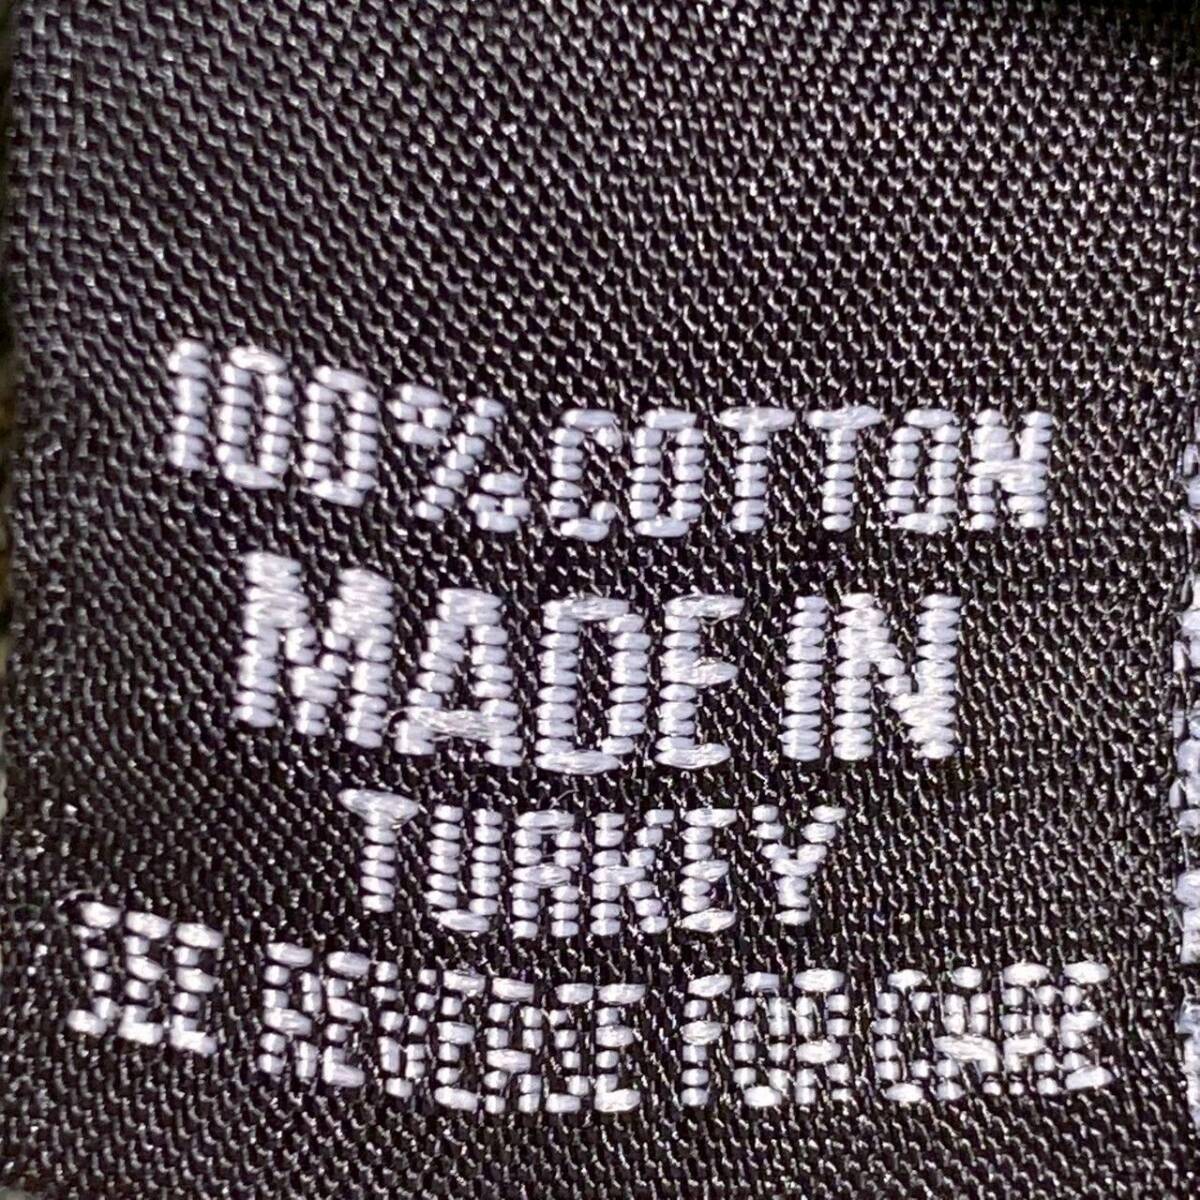 100% COTTON
MADE IN
TURKEY
SEE REVERSE FOR CARE